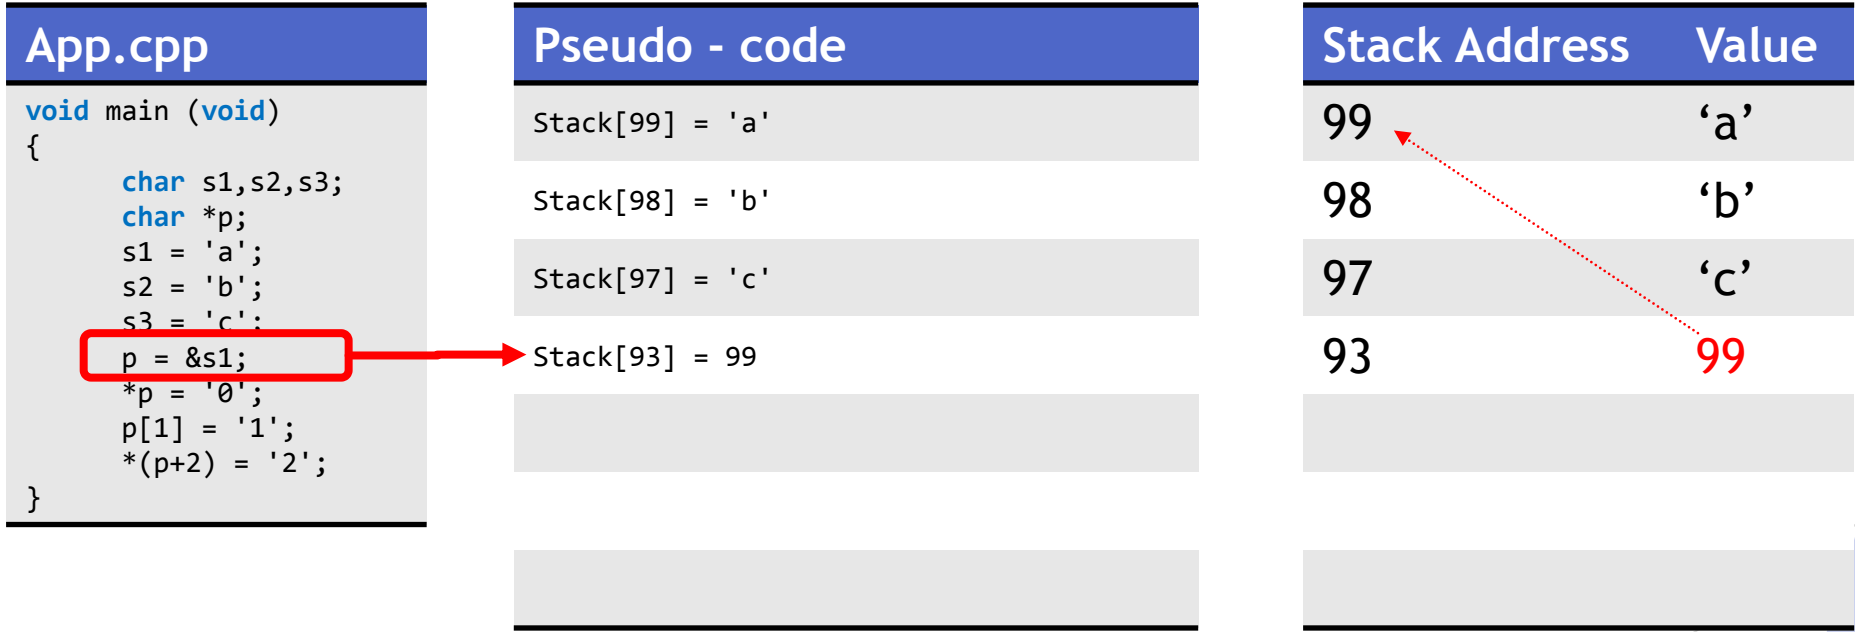 App.cpp
void main (void)
{
char s1,s2,s3;
char *p;
s1 = 'a';
s2 = 'b';
s3 = 'c';
p = &s1;
*p = '0';
p[1] = '1';
*(p+2) = '2';
}
Pseudo - code
Stack[99] = 'a'
Stack[98] = 'b'
Stack[97] = 'c'
Stack[93] = 99
Stack Address Value
99 ‘a’
98 ‘b’
97 ‘c’
93 99